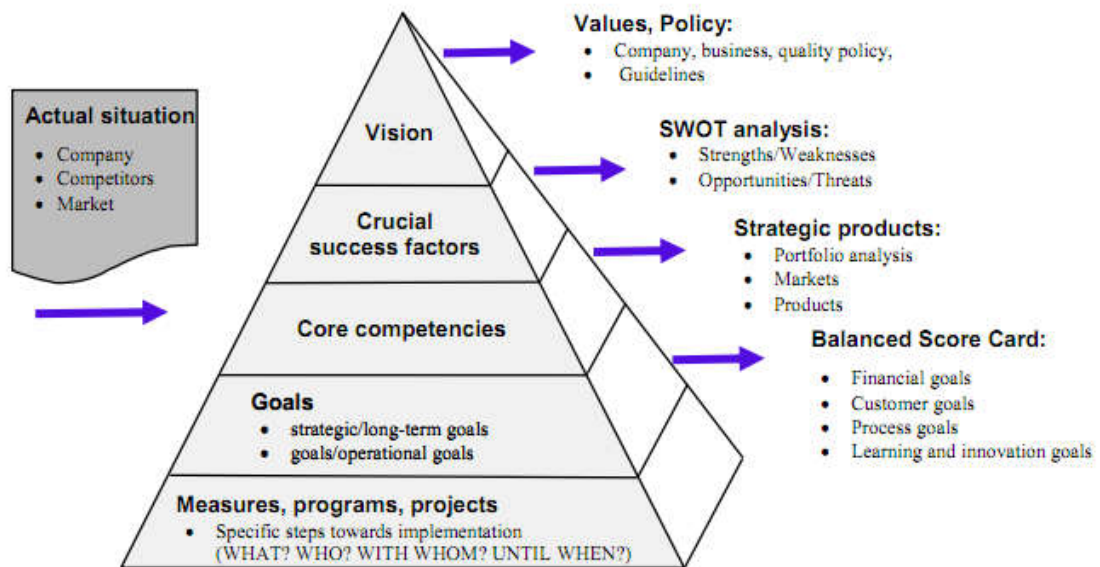 Actual situation
• Company
• Competitors
• Market
Vision
Crucial
success factors
Core competencies
Goals
• strategic/long-term goals
• goals/operational goals
Measures, programs, projects
• Specific steps towards implementation
(WHAT? WHO? WITH WHOM? UNTIL WHEN?)
Values, Policy:
• Company, business, quality policy,
• Guidelines
SWOT analysis:
• Strengths/Weaknesses
• Opportunities/Threats
Strategic products:
• Portfolio analysis
• Markets
• Products
Balanced Score Card:
• Financial goals
• Customer goals
• Process goals
• Learning and innovation goals